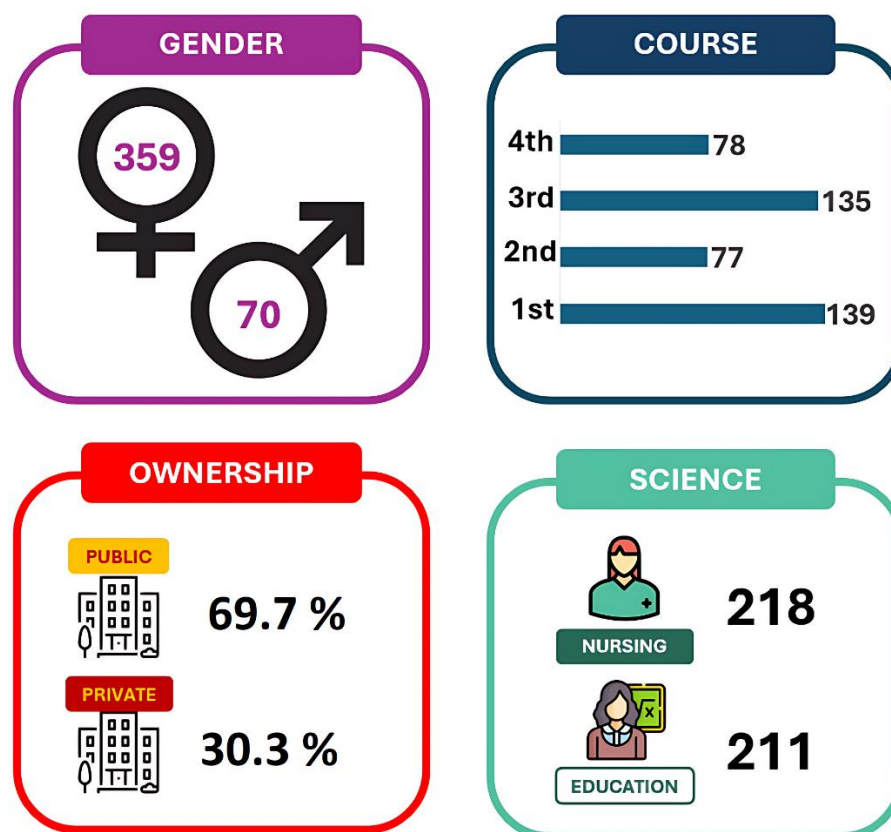 GENDER
359
70
COURSE
4th 78
3rd 135
2nd 77
1st 139
OWNERSHIP
PUBLIC
69.7 %
PRIVATE
30.3 %
SCIENCE
218
NURSING
√x
211
EDUCATION